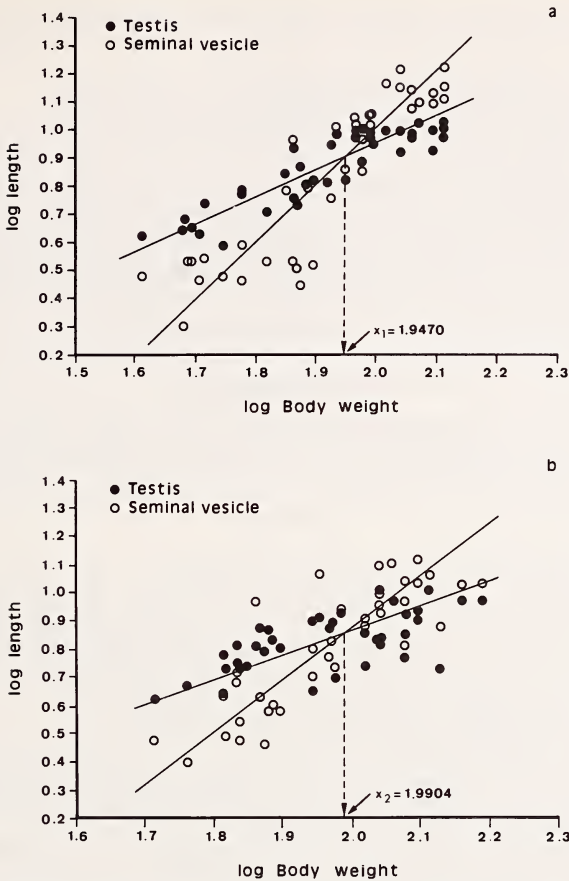 a
1.4
● Testis
○ Seminal vesicle
1.3
1.2
1.1
1.0
0.9
0.8
0.7
0.6
0.5
0.4
0.3
0.2
log length
x₁=1.9470
1.5 1.6 1.7 1.8 1.9 2.0 2.1 2.2 2.3
log Body weight
b
1.4
● Testis
○ Seminal vesicle
1.3
1.2
1.1
1.0
0.9
0.8
0.7
0.6
0.5
0.4
0.3
0.2
log length
x₂=1.9904
1.6 1.7 1.8 1.9 2.0 2.1 2.2 2.3
log Body weight